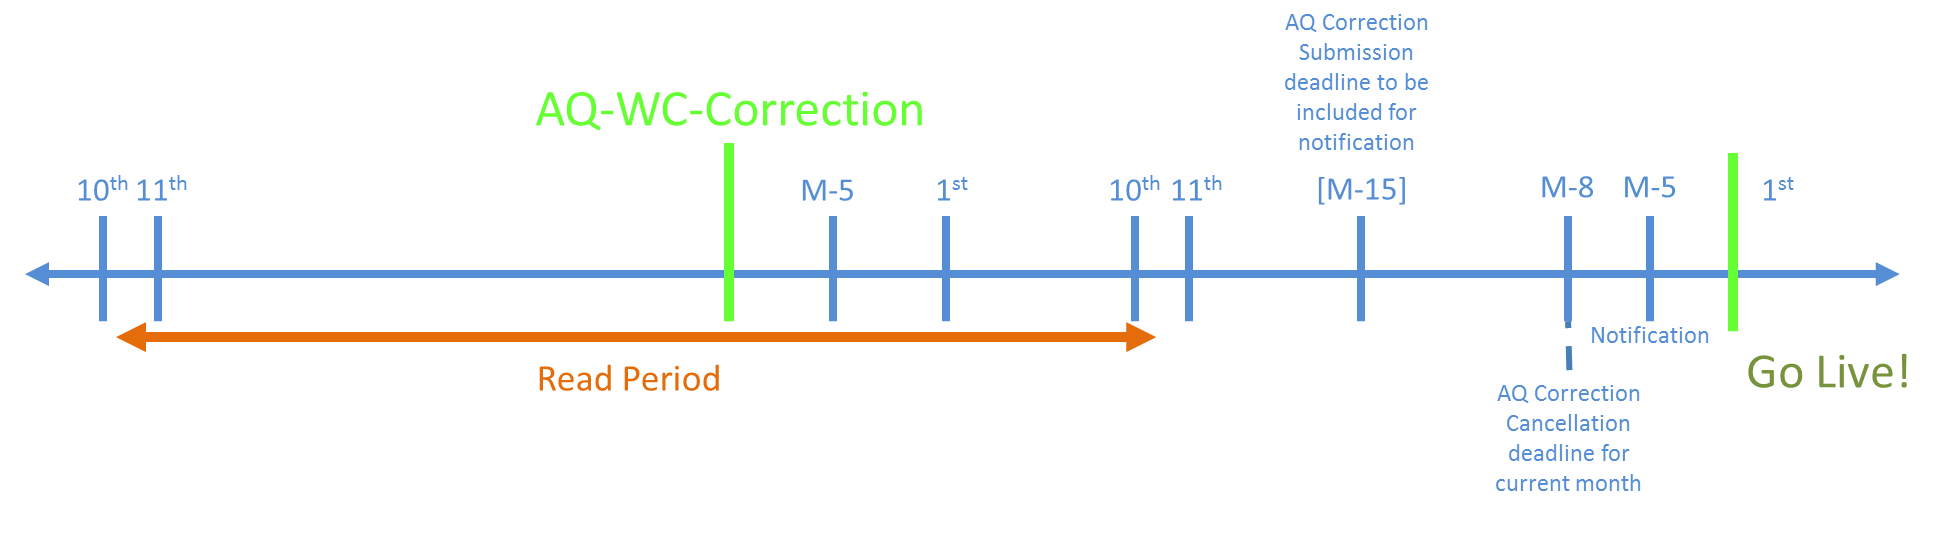 AQ Correction
Submission
deadline to be
included for
notification
AQ-WC-Correction
10th 11th M-5 1st 10th 11th [M-15] M-8 M-5 1st
Notification
Read Period
Go Live!
AQ Correction
Cancellation
deadline for
current month